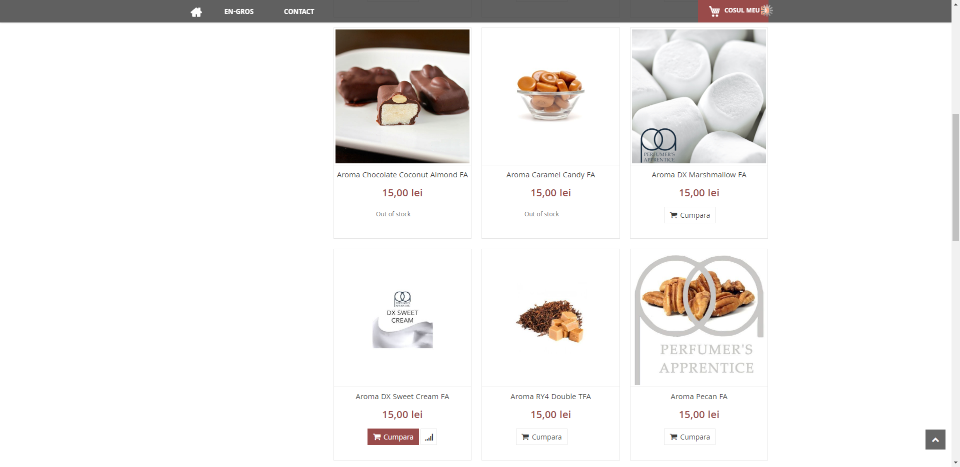 EN-GROS
CONTACT
COSUL MEU
PERFUMER'S
APPRENTICE
Aroma Chocolate Coconut Almond FA
Aroma Caramel Candy FA
Aroma DX Marshmallow FA
15,00 lei
15,00 lei
15,00 lei
Out of stock
Out of stock
Cumpara
DX SWEET
CREAM
PERFUMER'S
APPRENTICE
Aroma DX Sweet Cream FA
Aroma RY4 Double TFA
Aroma Pecan FA
15,00 lei
15,00 lei
15,00 lei
Cumpara
Cumpara
Cumpara